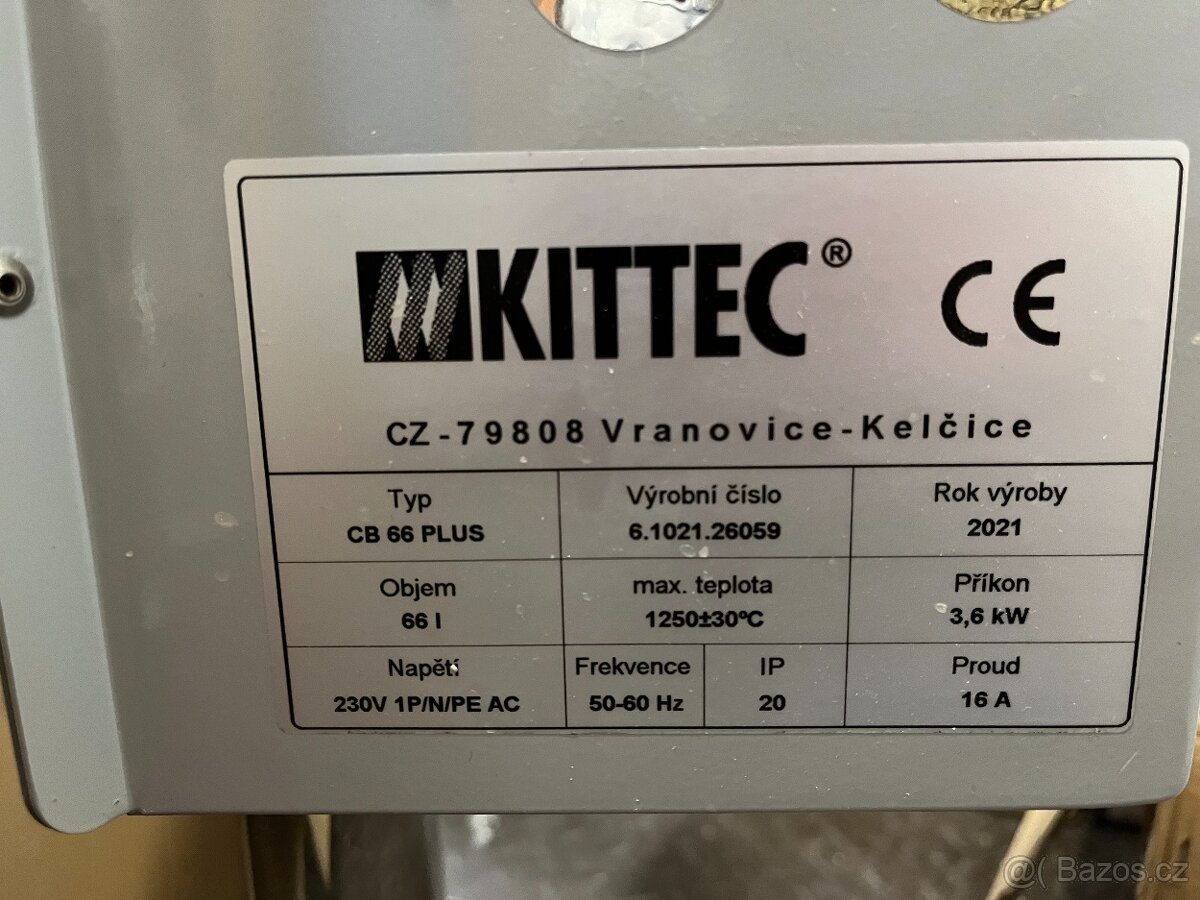 KITTEC® CE
CZ-79808 Vranovice-Kelčice
Typ Výrobní číslo Rok výroby
CB 66 PLUS 6.1021.26059 2021
Objem max. teplota Příkon
66 l 1250±30ºC 3,6 kW
Napětí Frekvence IP Proud
230V 1P/N/PE AC 50-60 Hz 20 16 A
@( Bazos.cz